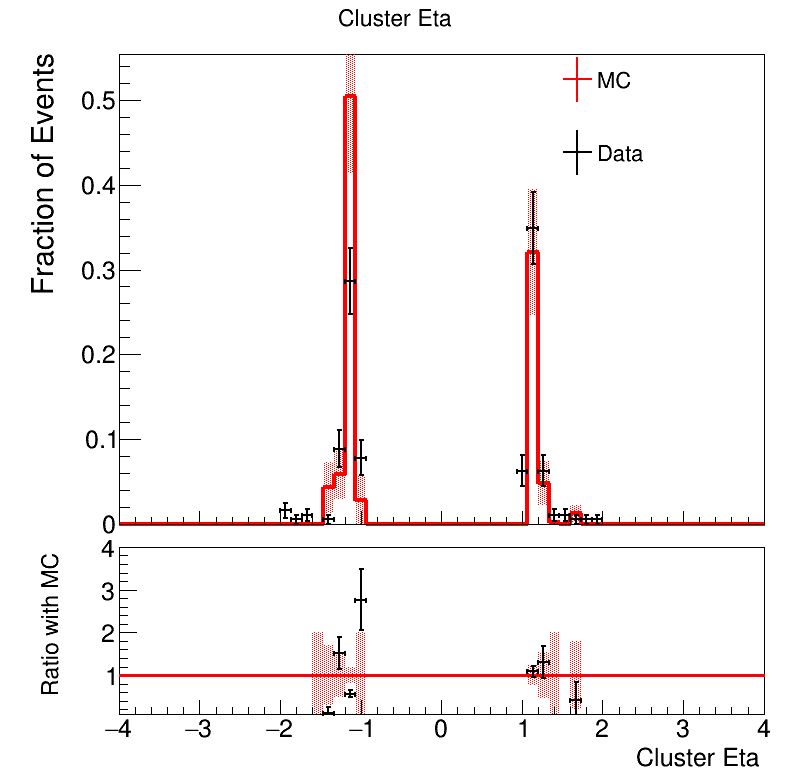 Cluster Eta
Fraction of Events
0.5
0.4
0.3
0.2
0.1
0
MC
Data
Ratio with MC
4
3
2
1
−4 −3 −2 −1 0 1 2 3 4
Cluster Eta